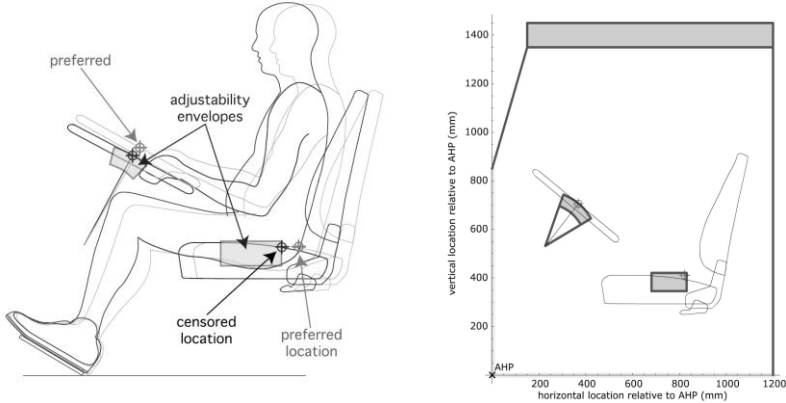 preferred
adjustability
envelopes
censored
location
preferred
location
vertical location relative to AHP (mm)
1400
1200
1000
800
600
400
200
AHP
200 400 600 800 1000 1200
horizontal location relative to AHP (mm)